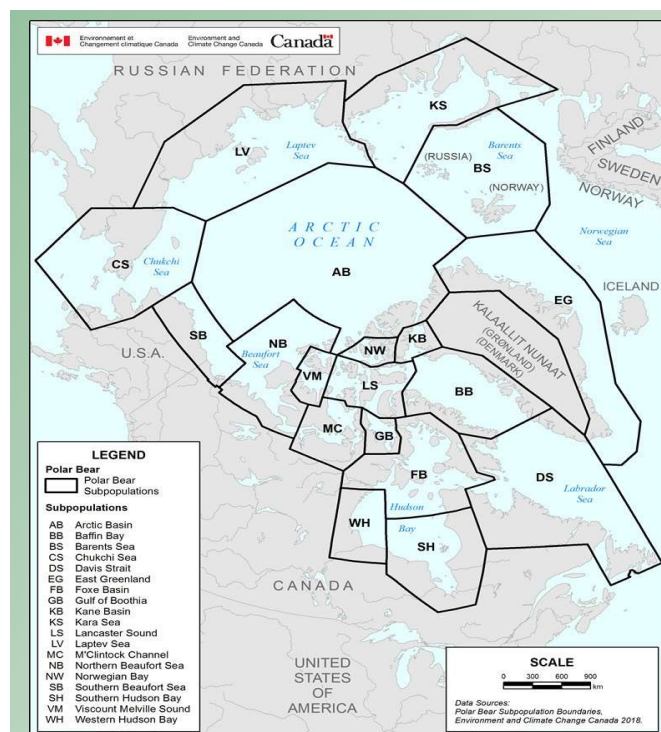 Environnement et
Changement climatique Canada
Environment and
Climate Change Canada
Canada
RUSSIAN FEDERATION
KS
LV
Laptev
Sea
(RUSSIA)
BS
Barents
Sea
(NORWAY)
FINLAND
SWEDEN
NORWAY
ARCTIC
OCEAN
AB
Norwegian
Sea
CS
Chukchi
Sea
EG
ICELAND
U.S.A.
SB
NB
Beaufort
Sea
NW
KB
KALAALLIT NUNAAT
(GRØNLAND)
(DENMARK)
VM
LS
BB
MC
GB
FB
DS
Labrador
Sea
Hudson
Bay
WH
SH
CANADA
UNITED
STATES
OF
AMERICA
LEGEND
Polar Bear
Polar Bear
Subpopulations
Subpopulations
AB Arctic Basin
BB Baffin Bay
BS Barents Sea
CS Chukchi Sea
DS Davis Strait
EG East Greenland
FB Foxe Basin
GB Gulf of Boothia
KB Kane Basin
KS Kara Sea
LS Lancaster Sound
LV Laptev Sea
MC M'Clintock Channel
NB Northern Beaufort Sea
NW Norwegian Bay
SB Southern Beaufort Sea
SH Southern Hudson Bay
VM Viscount Melville Sound
WH Western Hudson Bay
SCALE
0 300 600 900
km
Data Sources:
Polar Bear Subpopulation Boundaries,
Environment and Climate Change Canada 2018.